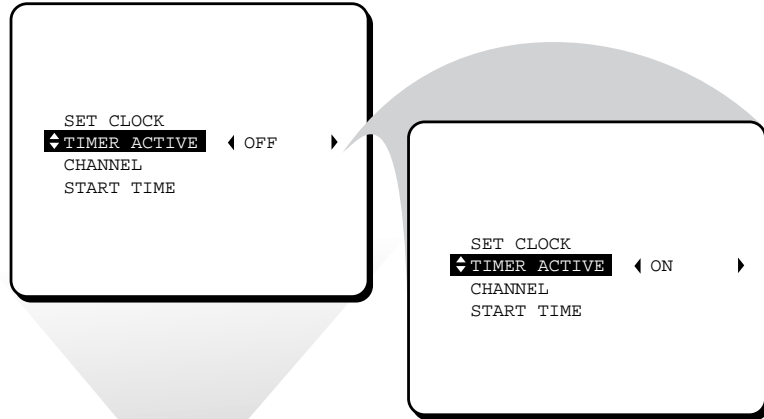 SET CLOCK
TIMER ACTIVE OFF
CHANNEL
START TIME
SET CLOCK
TIMER ACTIVE ON
CHANNEL
START TIME